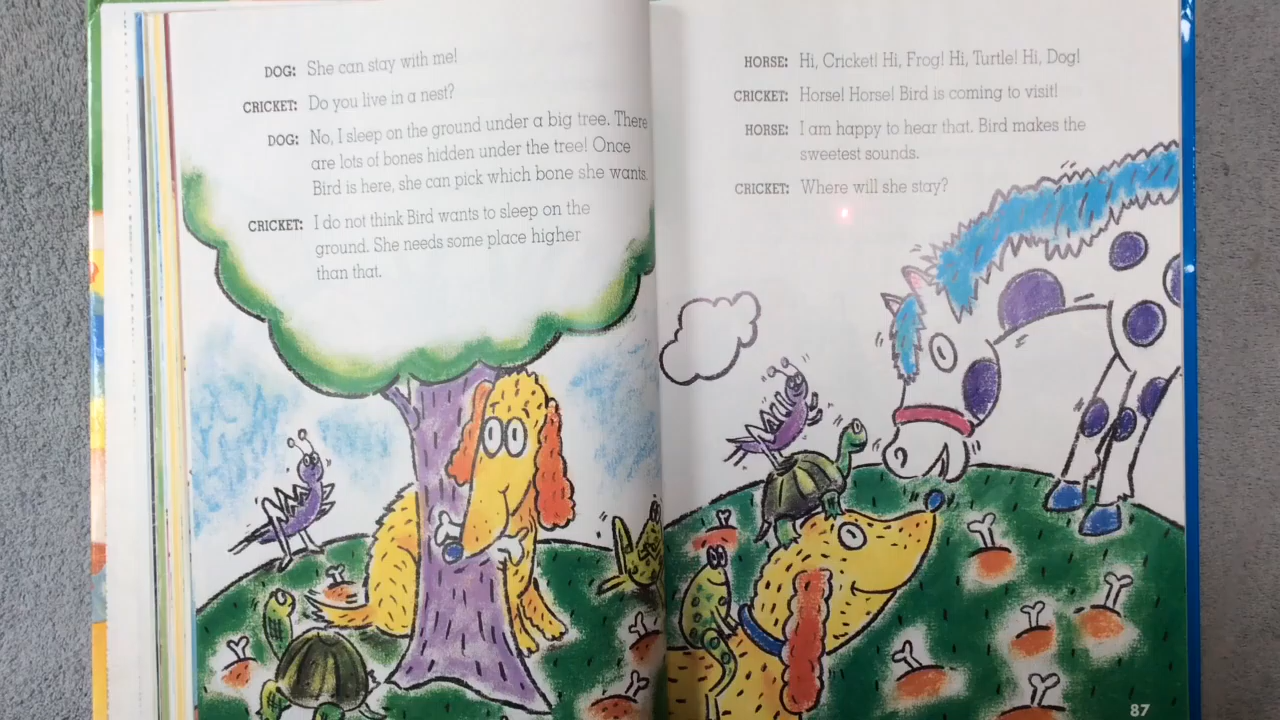 DOG: She can stay with me!
CRICKET: Do you live in a nest?
DOG: No, I sleep on the ground under a big tree. There
are lots of bones hidden under the tree! Once
Bird is here, she can pick which bone she wants.
CRICKET: I do not think Bird wants to sleep on the
ground. She needs some place higher
than that.
HORSE: Hi, Cricket! Hi, Frog! Hi, Turtle! Hi, Dog!
CRICKET: Horse! Horse! Bird is coming to visit!
HORSE: I am happy to hear that. Bird makes the
sweetest sounds.
CRICKET: Where will she stay?
87